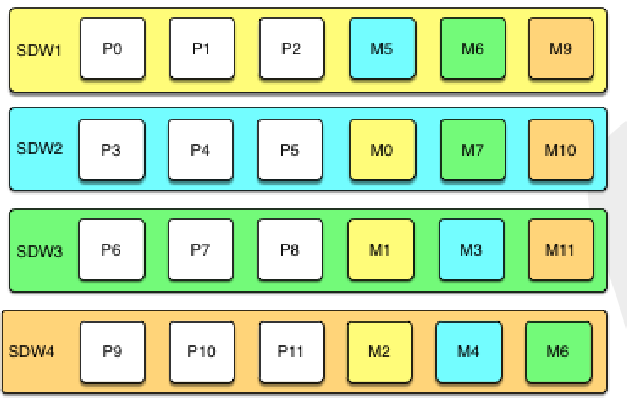 SDW1 P0 P1 P2 M5 M6 M9
SDW2 P3 P4 P5 M0 M7 M10
SDW3 P6 P7 P8 M1 M3 M11
SDW4 P9 P10 P11 M2 M4 M6